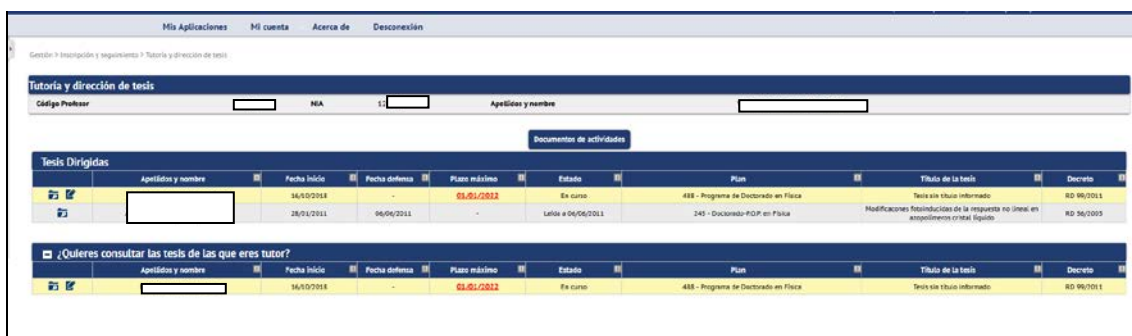 Mis Aplicaciones Mi cuenta Acerca de Desconexión
Gestión > Inscripción y seguimiento > Tutoría y dirección de tesis
Tutoría y dirección de tesis
Código Profesor NIA 12 Apellidos y nombre
Documentos de actividades
Tesis Dirigidas
Apellidos y nombre Fecha inicio Fecha defensa Plazo máximo Estado Plan Título de la tesis Decreto
16/10/2018 - 01/01/2022 En curso 488 - Programa de Doctorado en Física Tesis sin título informado RD 99/2011
28/01/2011 06/06/2011 - Leída a 06/06/2011 245 - Doctorado-P.O.P. en Física Modificaciones fotoinducidas de la respuesta no lineal en
azopolímeros cristal líquido RD 56/2005
¿Quieres consultar las tesis de las que eres tutor?
Apellidos y nombre Fecha inicio Fecha defensa Plazo máximo Estado Plan Título de la tesis Decreto
16/10/2018 - 01/01/2022 En curso 488 - Programa de Doctorado en Física Tesis sin título informado RD 99/2011